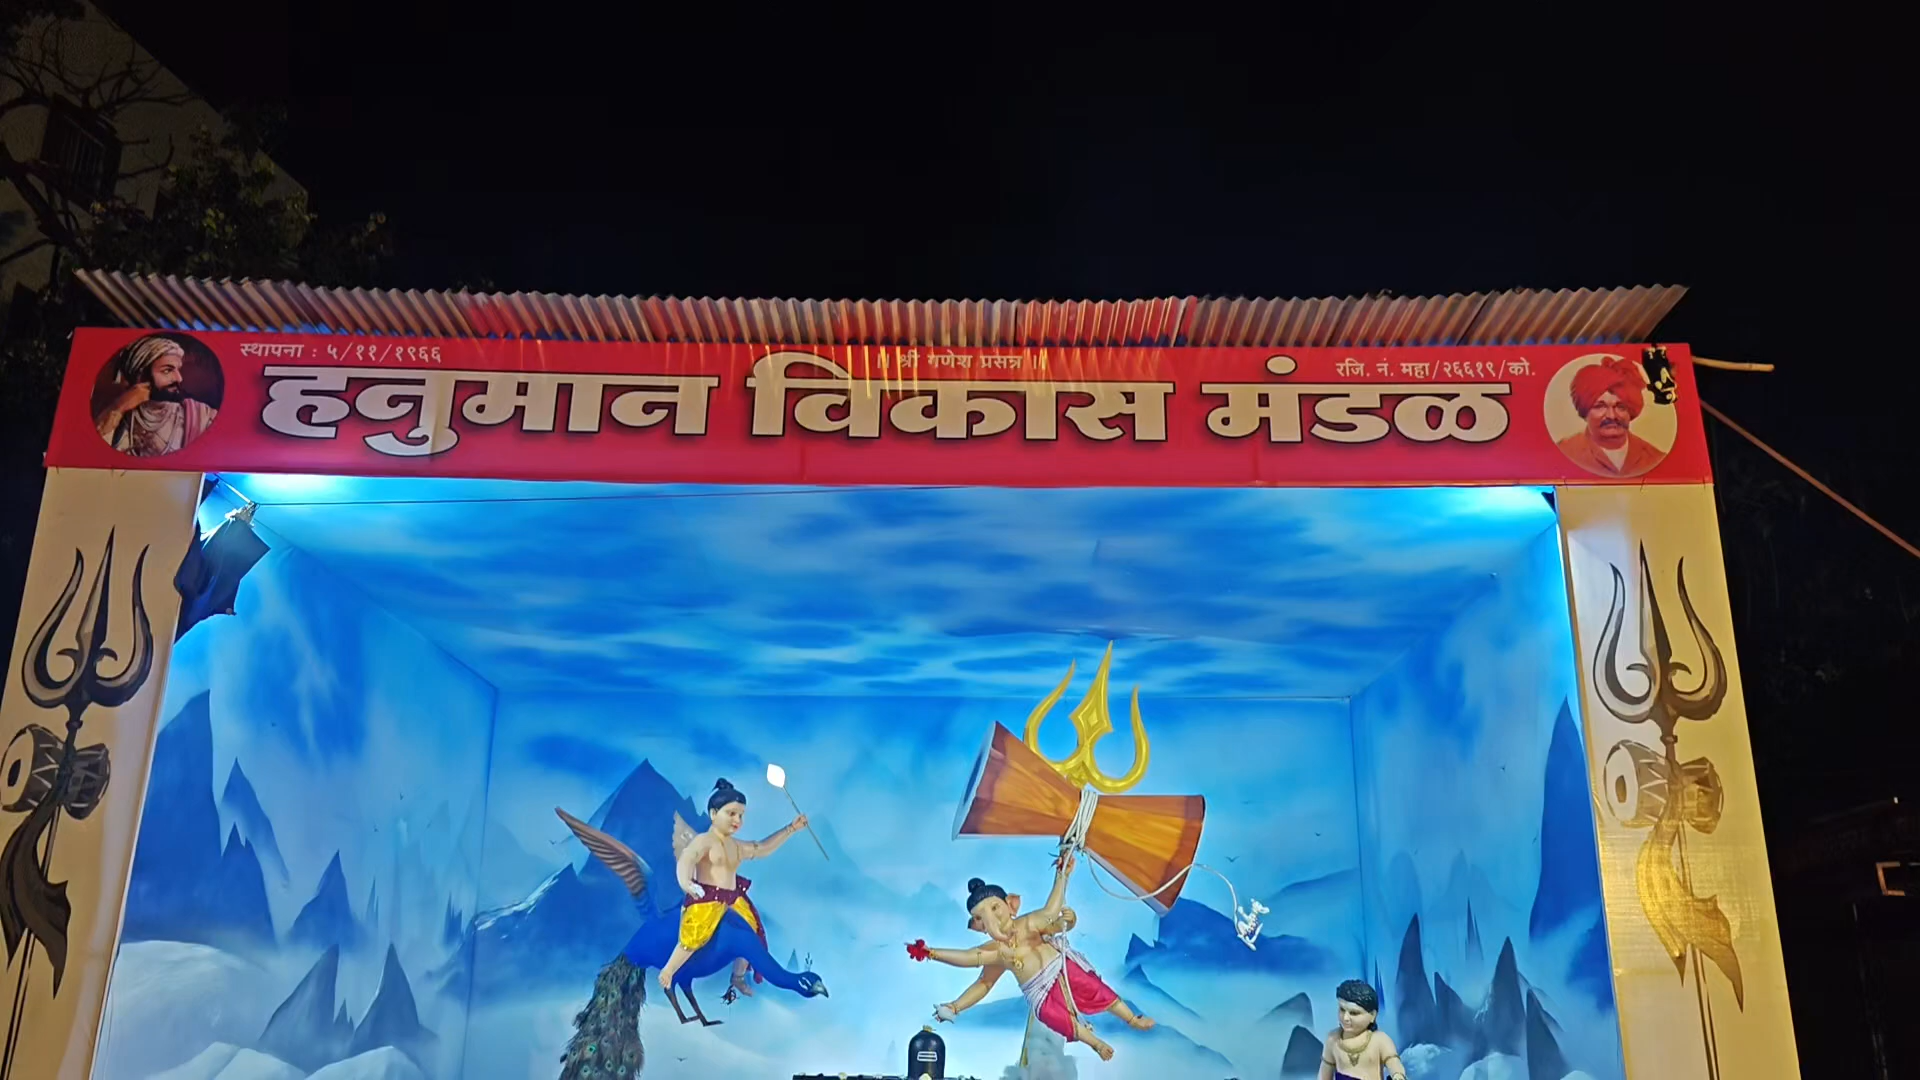 स्थापना : ५/११/१९६६
॥ श्री गणेश प्रसन्न ॥
रजि. नं. महा/२६६१९/को.
हनुमान विकास मंडळ